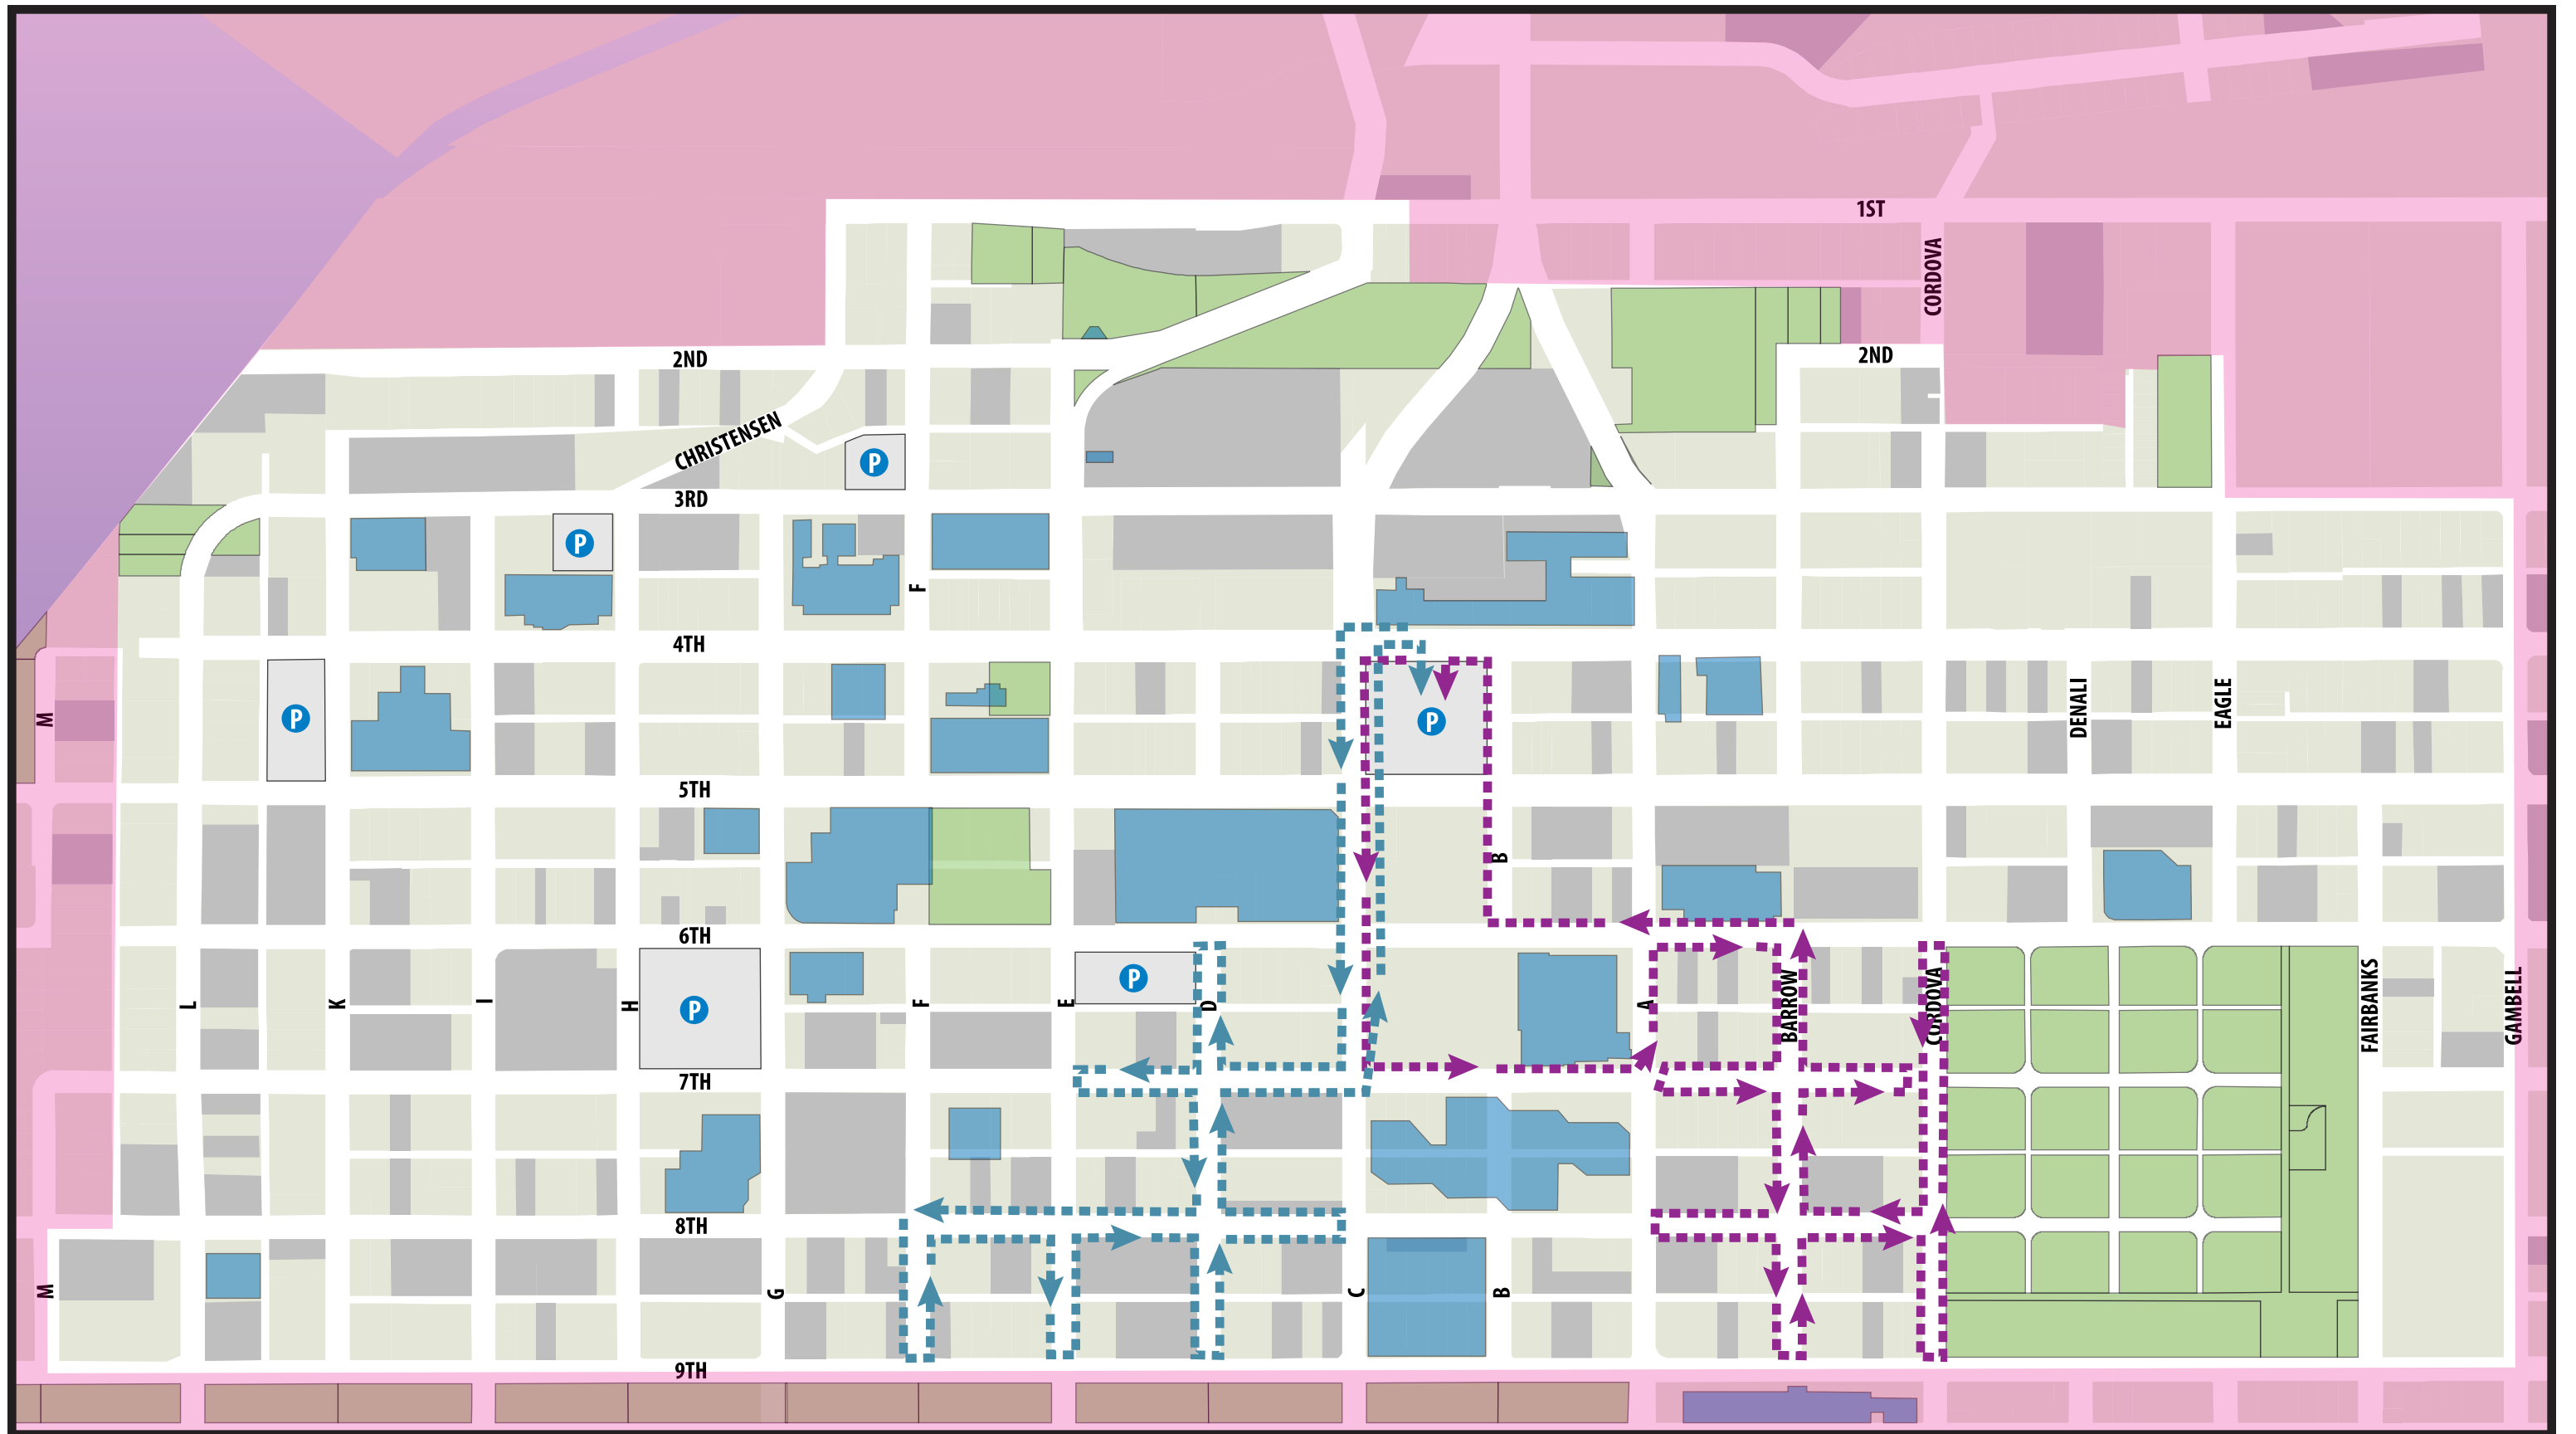 1ST
CORDOVA
2ND
2ND
CHRISTENSEN
P
3RD
P
F
4TH
M
P
P
DENALI
EAGLE
5TH
B
6TH
L
K
I
H
P
F
E
P
D
A
BARROW
CORDOVA
FAIRBANKS
GAMBELL
7TH
8TH
M
G
C
B
9TH